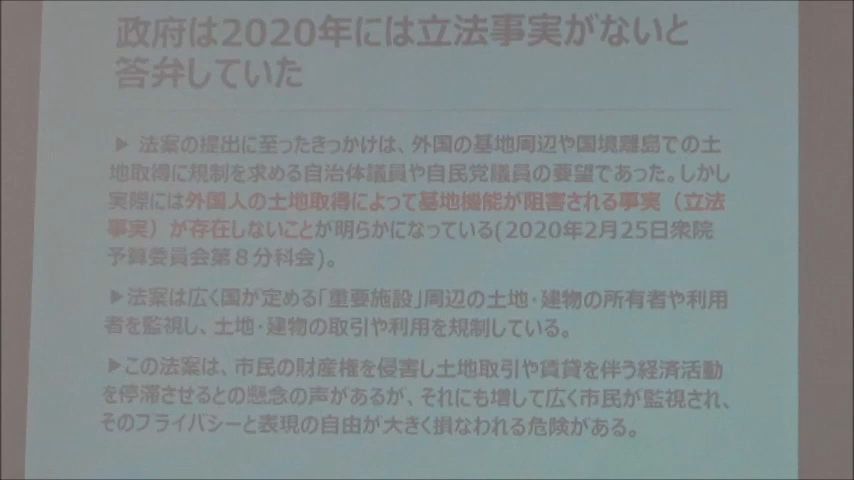 政府は2020年には立法事実がないと
答弁していた
▶ 法案の提出に至ったきっかけは、外国の基地周辺や国境離島での土
地取得に規制を求める自治体議員や自民党議員の要望であった。しかし
実際には外国人の土地取得によって基地機能が阻害される事実（立法
事実）が存在しないことが明らかになっている(2020年2月25日衆院
予算委員会第８分科会)。
▶法案は広く国が定める「重要施設」周辺の土地・建物の所有者や利用
者を監視し、土地・建物の取引や利用を規制している。
▶この法案は、市民の財産権を侵害し土地取引や賃貸を伴う経済活動
を停滞させるとの懸念の声があるが、それにも増して広く市民が監視され、
そのプライバシーと表現の自由が大きく損なわれる危険がある。